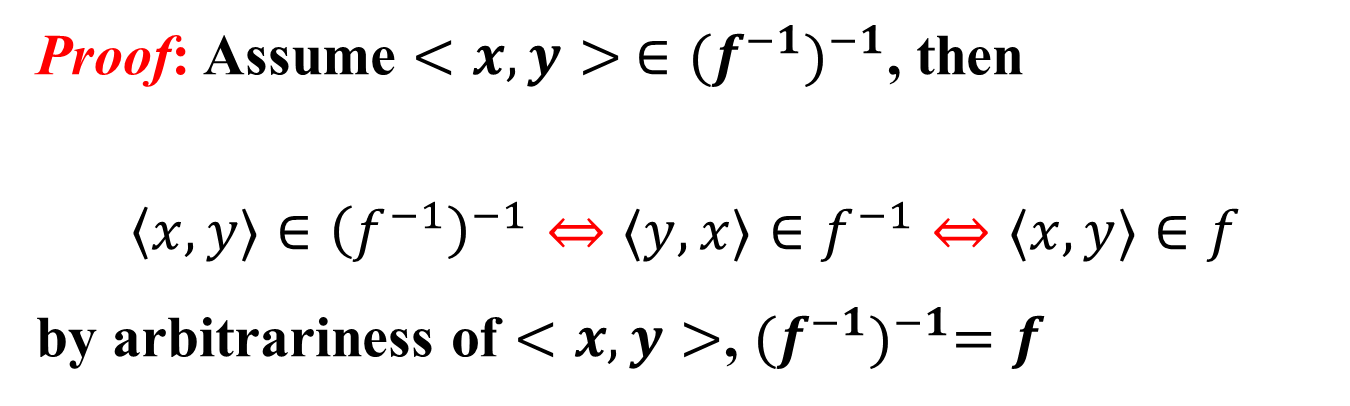 Proof: Assume < x, y > ∈ (f⁻¹)⁻¹, then
⟨x, y⟩ ∈ (f⁻¹)⁻¹ ⇔ ⟨y, x⟩ ∈ f⁻¹ ⇔ ⟨x, y⟩ ∈ f
by arbitrariness of < x, y >, (f⁻¹)⁻¹= f